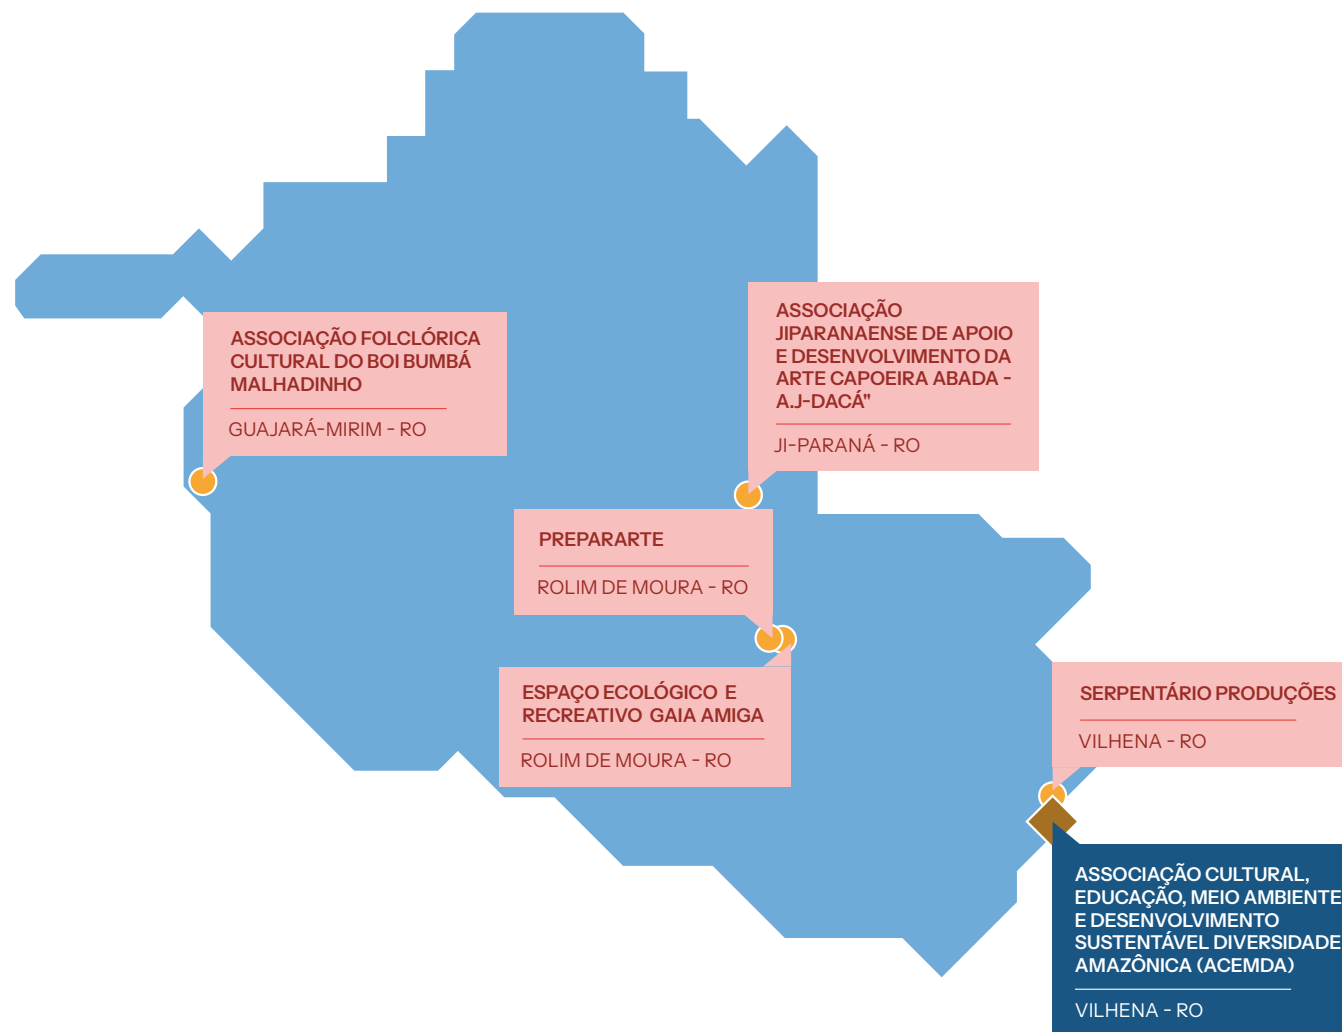 ASSOCIAÇÃO FOLCLÓRICA
CULTURAL DO BOI BUMBÁ
MALHADINHO
GUAJARÁ-MIRIM - RO
ASSOCIAÇÃO
JIPARANAENSE DE APOIO
E DESENVOLVIMENTO DA
ARTE CAPOEIRA ABADA -
A.J-DACÁ"
JI-PARANÁ - RO
PREPARARTE
ROLIM DE MOURA - RO
ESPAÇO ECOLÓGICO E
RECREATIVO GAIA AMIGA
ROLIM DE MOURA - RO
SERPENTÁRIO PRODUÇÕES
VILHENA - RO
ASSOCIAÇÃO CULTURAL,
EDUCAÇÃO, MEIO AMBIENTE
E DESENVOLVIMENTO
SUSTENTÁVEL DIVERSIDADE
AMAZÔNICA (ACEMDA)
VILHENA - RO